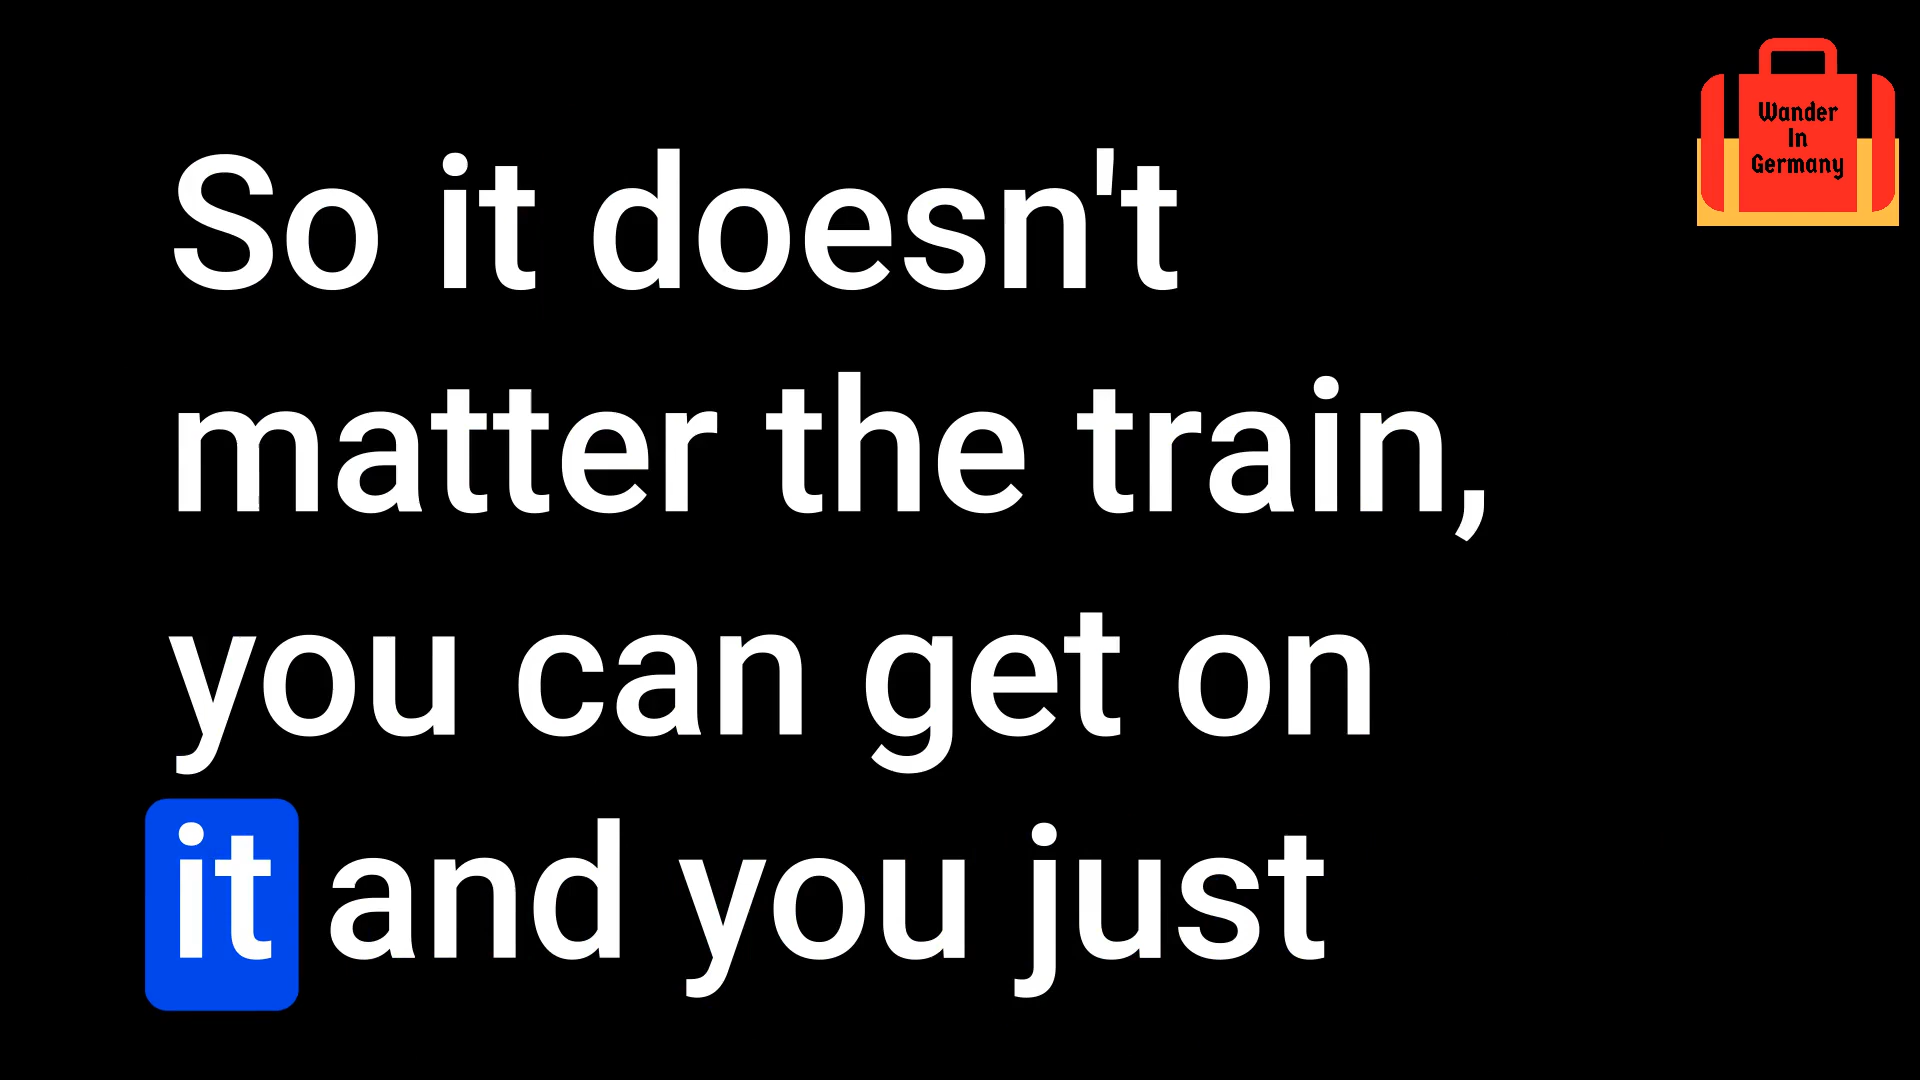 So it doesn't
matter the train,
you can get on
it and you just
Wander
In
Germany